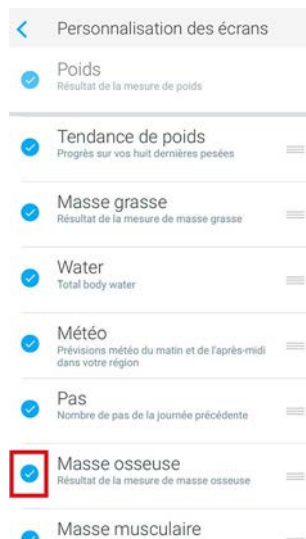 Personnalisation des écrans
Poids
Résultat de la mesure de poids
Tendance de poids
Progrès sur vos huit dernières pesées
Masse grasse
Résultat de la mesure de masse grasse
Water
Total body water
Météo
Prévisions météo du matin et de l'après-midi
dans votre région
Pas
Nombre de pas de la journée précédente
Masse osseuse
Résultat de la mesure de masse osseuse
Masse musculaire